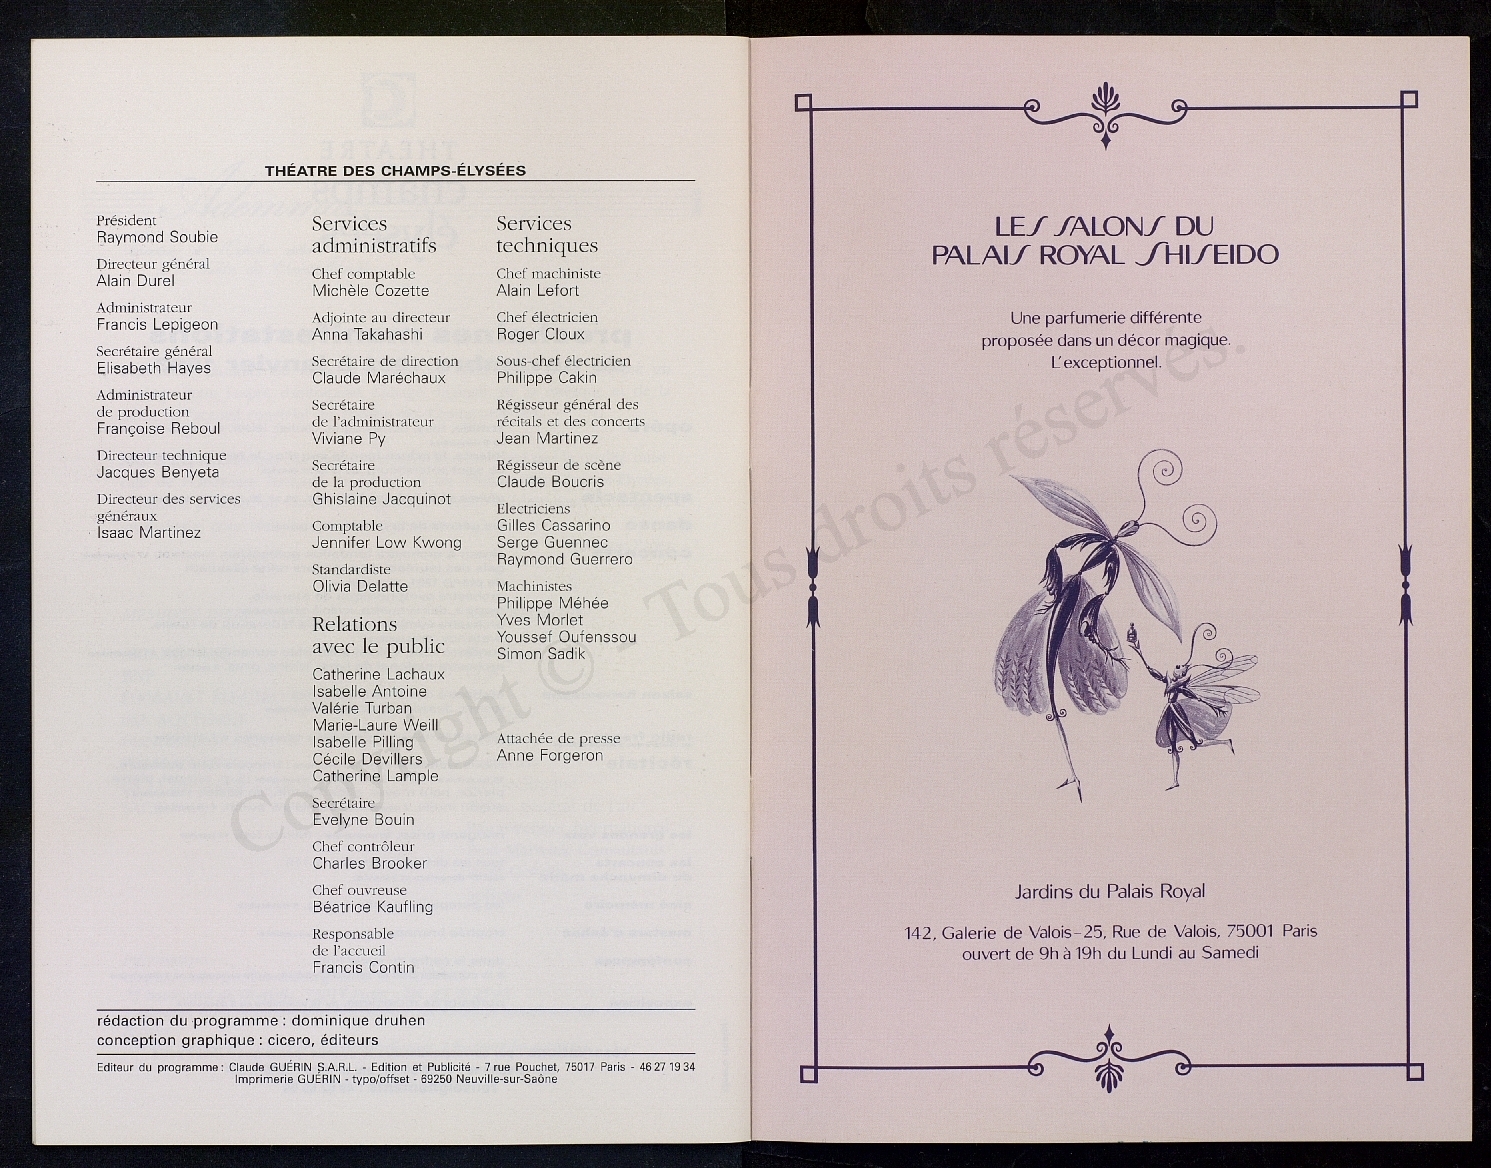 THÉATRE DES CHAMPS-ÉLYSÉES
Président
Raymond Soubie
Directeur général
Alain Durel
Administrateur
Francis Lepigeon
Secrétaire général
Elisabeth Hayes
Administrateur
de production
Françoise Reboul
Directeur technique
Jacques Benyeta
Directeur des services
généraux
Isaac Martinez
Services
administratifs
Chef comptable
Michèle Cozette
Adjointe au directeur
Anna Takahashi
Secrétaire de direction
Claude Maréchaux
Secrétaire
de l'administrateur
Viviane Py
Secrétaire
de la production
Ghislaine Jacquinot
Comptable
Jennifer Low Kwong
Standardiste
Olivia Delatte
Relations
avec le public
Catherine Lachaux
Isabelle Antoine
Valérie Turban
Marie-Laure Weill
Isabelle Pilling
Cécile Devillers
Catherine Lample
Secrétaire
Evelyne Bouin
Chef contrôleur
Charles Brooker
Chef ouvreuse
Béatrice Kaufling
Responsable
de l'accueil
Francis Contin
Services
techniques
Chef machiniste
Alain Lefort
Chef électricien
Roger Cloux
Sous-chef électricien
Philippe Cakin
Régisseur général des
récitals et des concerts
Jean Martinez
Régisseur de scène
Claude Boucris
Electriciens
Gilles Cassarino
Serge Guennec
Raymond Guerrero
Machinistes
Philippe Méhée
Yves Morlet
Youssef Oufenssou
Simon Sadik
Attachée de presse
Anne Forgeron
rédaction du programme : dominique druhen
conception graphique : cicero, éditeurs
Editeur du programme : Claude GUÉRIN S.A.R.L. - Edition et Publicité - 7 rue Pouchet, 75017 Paris - 46 27 19 34
Imprimerie GUÉRIN - typo/offset - 69250 Neuville-sur-Saône
LES SALONS DU
PALAIS ROYAL SHISEIDO
Une parfumerie différente
proposée dans un décor magique.
L'exceptionnel.
Jardins du Palais Royal
142, Galerie de Valois-25, Rue de Valois, 75001 Paris
ouvert de 9h à 19h du Lundi au Samedi
Copyright © Tous droits réservés.